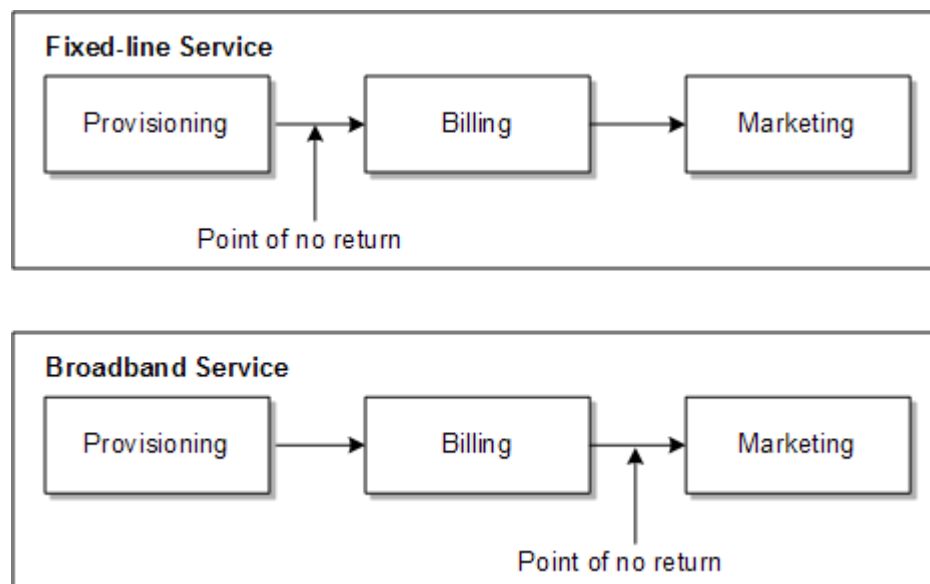 Fixed-line Service
Provisioning
Billing
Marketing
Point of no return
Broadband Service
Provisioning
Billing
Marketing
Point of no return